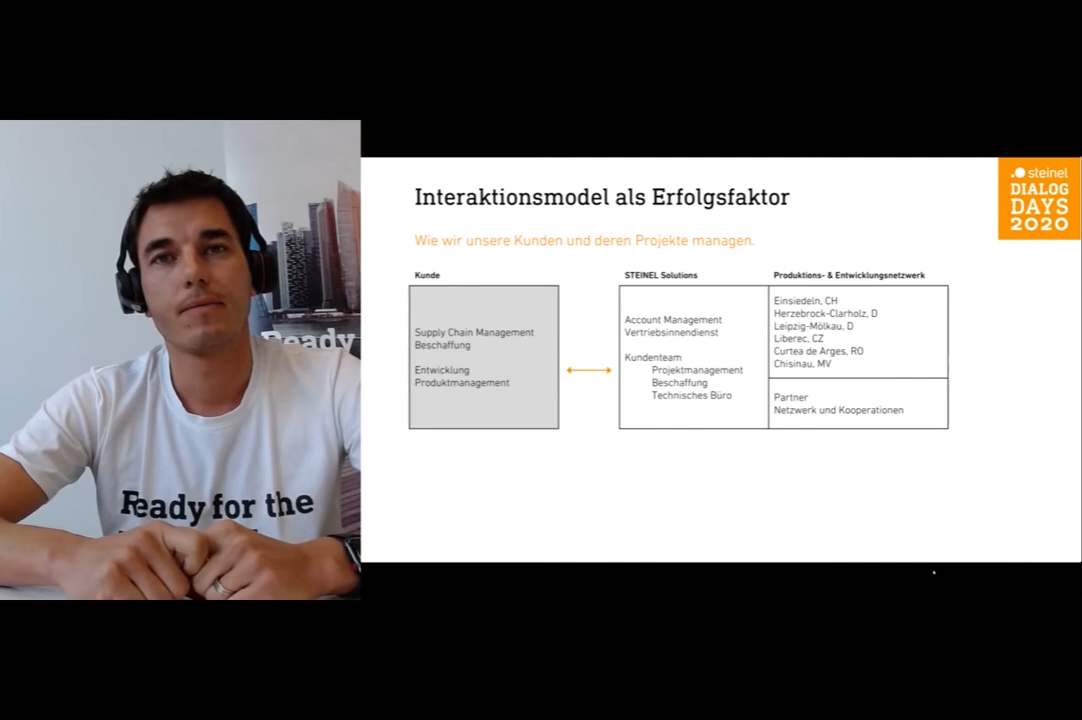 Ready
Ready for the
Interaktionsmodel als Erfolgsfaktor
Wie wir unsere Kunden und deren Projekte managen.
Kunde
Supply Chain Management
Beschaffung
Entwicklung
Produktmanagement
STEINEL Solutions
Account Management
Vertriebsinnendienst
Kundenteam
Projektmanagement
Beschaffung
Technisches Büro
Produktions- & Entwicklungsnetzwerk
Einsiedeln, CH
Herzebrock-Clarholz, D
Leipzig-Mölkau, D
Liberec, CZ
Curtea de Arges, RO
Chisinau, MV
Partner
Netzwerk und Kooperationen
steinel
DIALOG
DAYS
2020